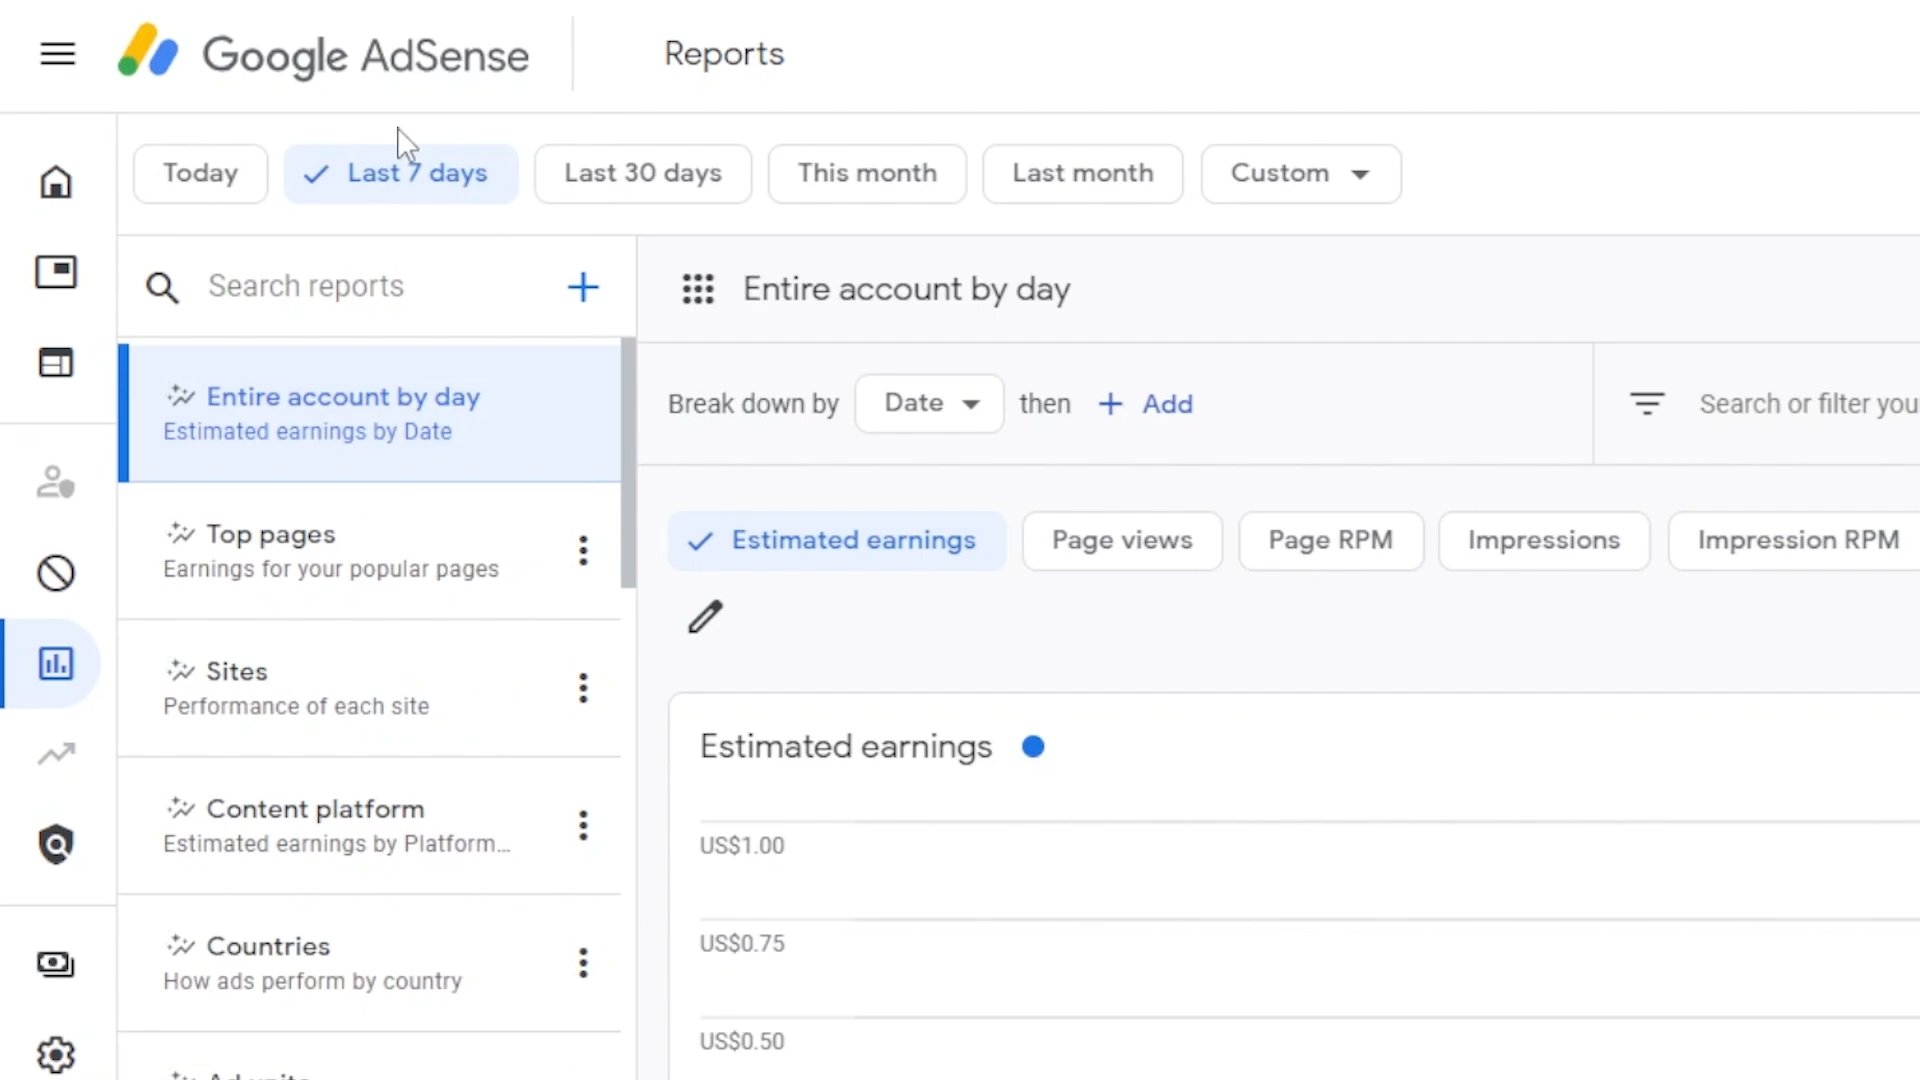 Google AdSense
Reports
Today
Last 7 days
Last 30 days
This month
Last month
Custom
Search reports
Entire account by day
Estimated earnings by Date
Top pages
Earnings for your popular pages
Sites
Performance of each site
Content platform
Estimated earnings by Platform...
Countries
How ads perform by country
Ad units
Entire account by day
Break down by Date then + Add
Search or filter you
Estimated earnings
Page views
Page RPM
Impressions
Impression RPM
Estimated earnings
US$1.00
US$0.75
US$0.50